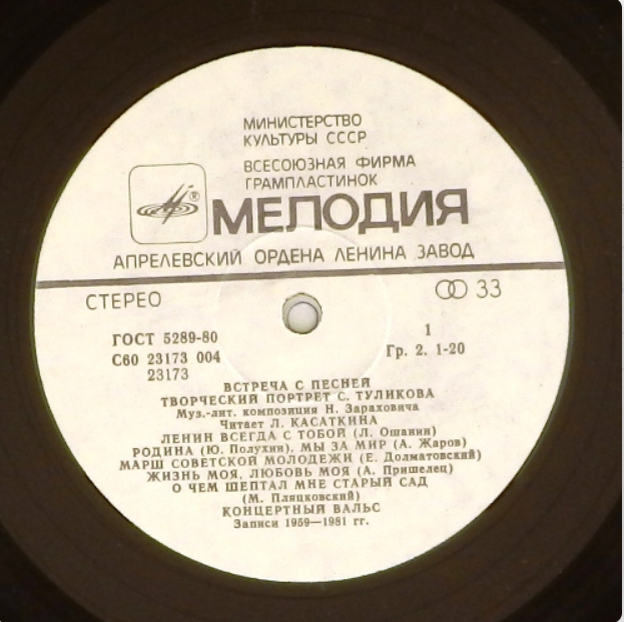 МИНИСТЕРСТВО
КУЛЬТУРЫ СССР
ВСЕСОЮЗНАЯ ФИРМА
ГРАМПЛАСТИНОК
®
МЕЛОДИЯ
АПРЕЛЕВСКИЙ ОРДЕНА ЛЕНИНА ЗАВОД
СТЕРЕО
33
ГОСТ 5289-80
С60 23173 004
23173
1
Гр. 2. 1-20
ВСТРЕЧА С ПЕСНЕЙ
ТВОРЧЕСКИЙ ПОРТРЕТ С. ТУЛИКОВА
Муз.-лит. композиция Н. Зараховича
Читает Л. КАСАТКИНА
ЛЕНИН ВСЕГДА С ТОБОЙ (Л. Ошанин)
РОДИНА (Ю. Полухин). МЫ ЗА МИР (А. Жаров)
МАРШ СОВЕТСКОЙ МОЛОДЕЖИ (Е. Долматовский)
ЖИЗНЬ МОЯ, ЛЮБОВЬ МОЯ (А. Пришелец)
О ЧЕМ ШЕПТАЛ МНЕ СТАРЫЙ САД
(М. Пляцковский)
КОНЦЕРТНЫЙ ВАЛЬС
Записи 1959—1981 гг.